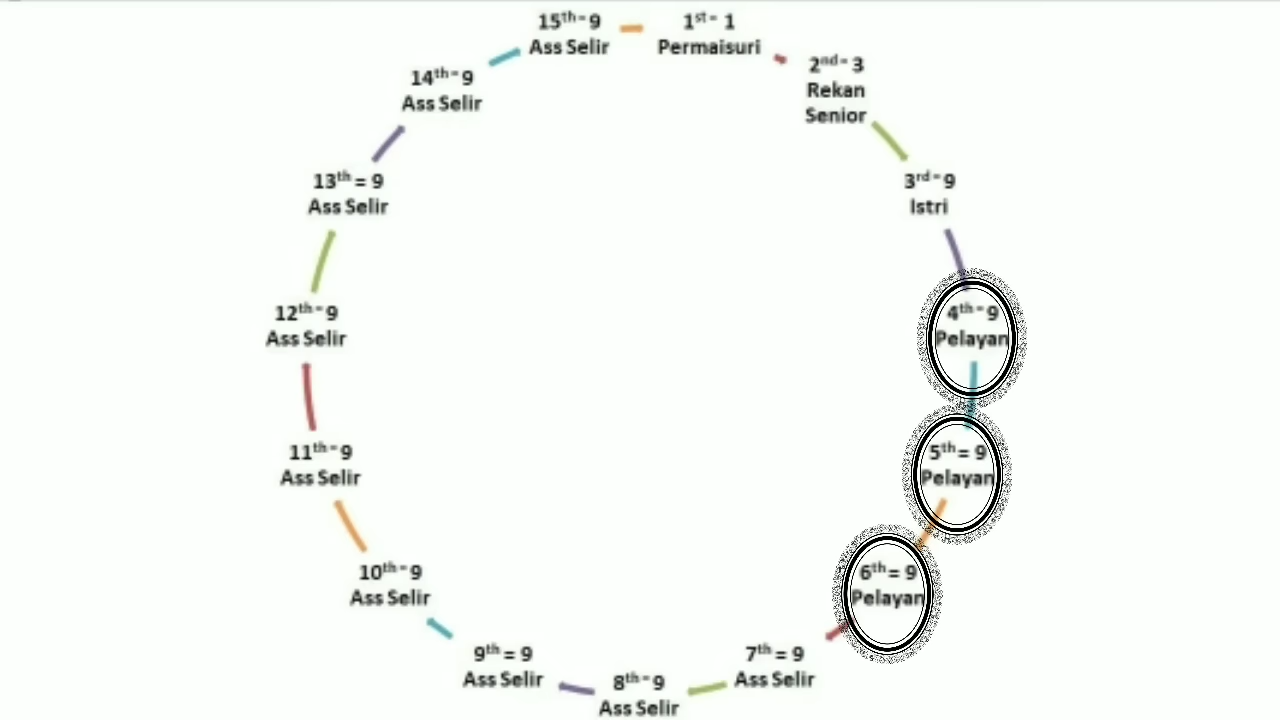 1st- 1
Permaisuri
2nd- 3
Rekan
Senior
3rd-9
Istri
4th-9
Pelayan
5th= 9
Pelayan
6th= 9
Pelayan
7th= 9
Ass Selir
8th-9
Ass Selir
9th= 9
Ass Selir
10th-9
Ass Selir
11th-9
Ass Selir
12th-9
Ass Selir
13th= 9
Ass Selir
14th-9
Ass Selir
15th-9
Ass Selir